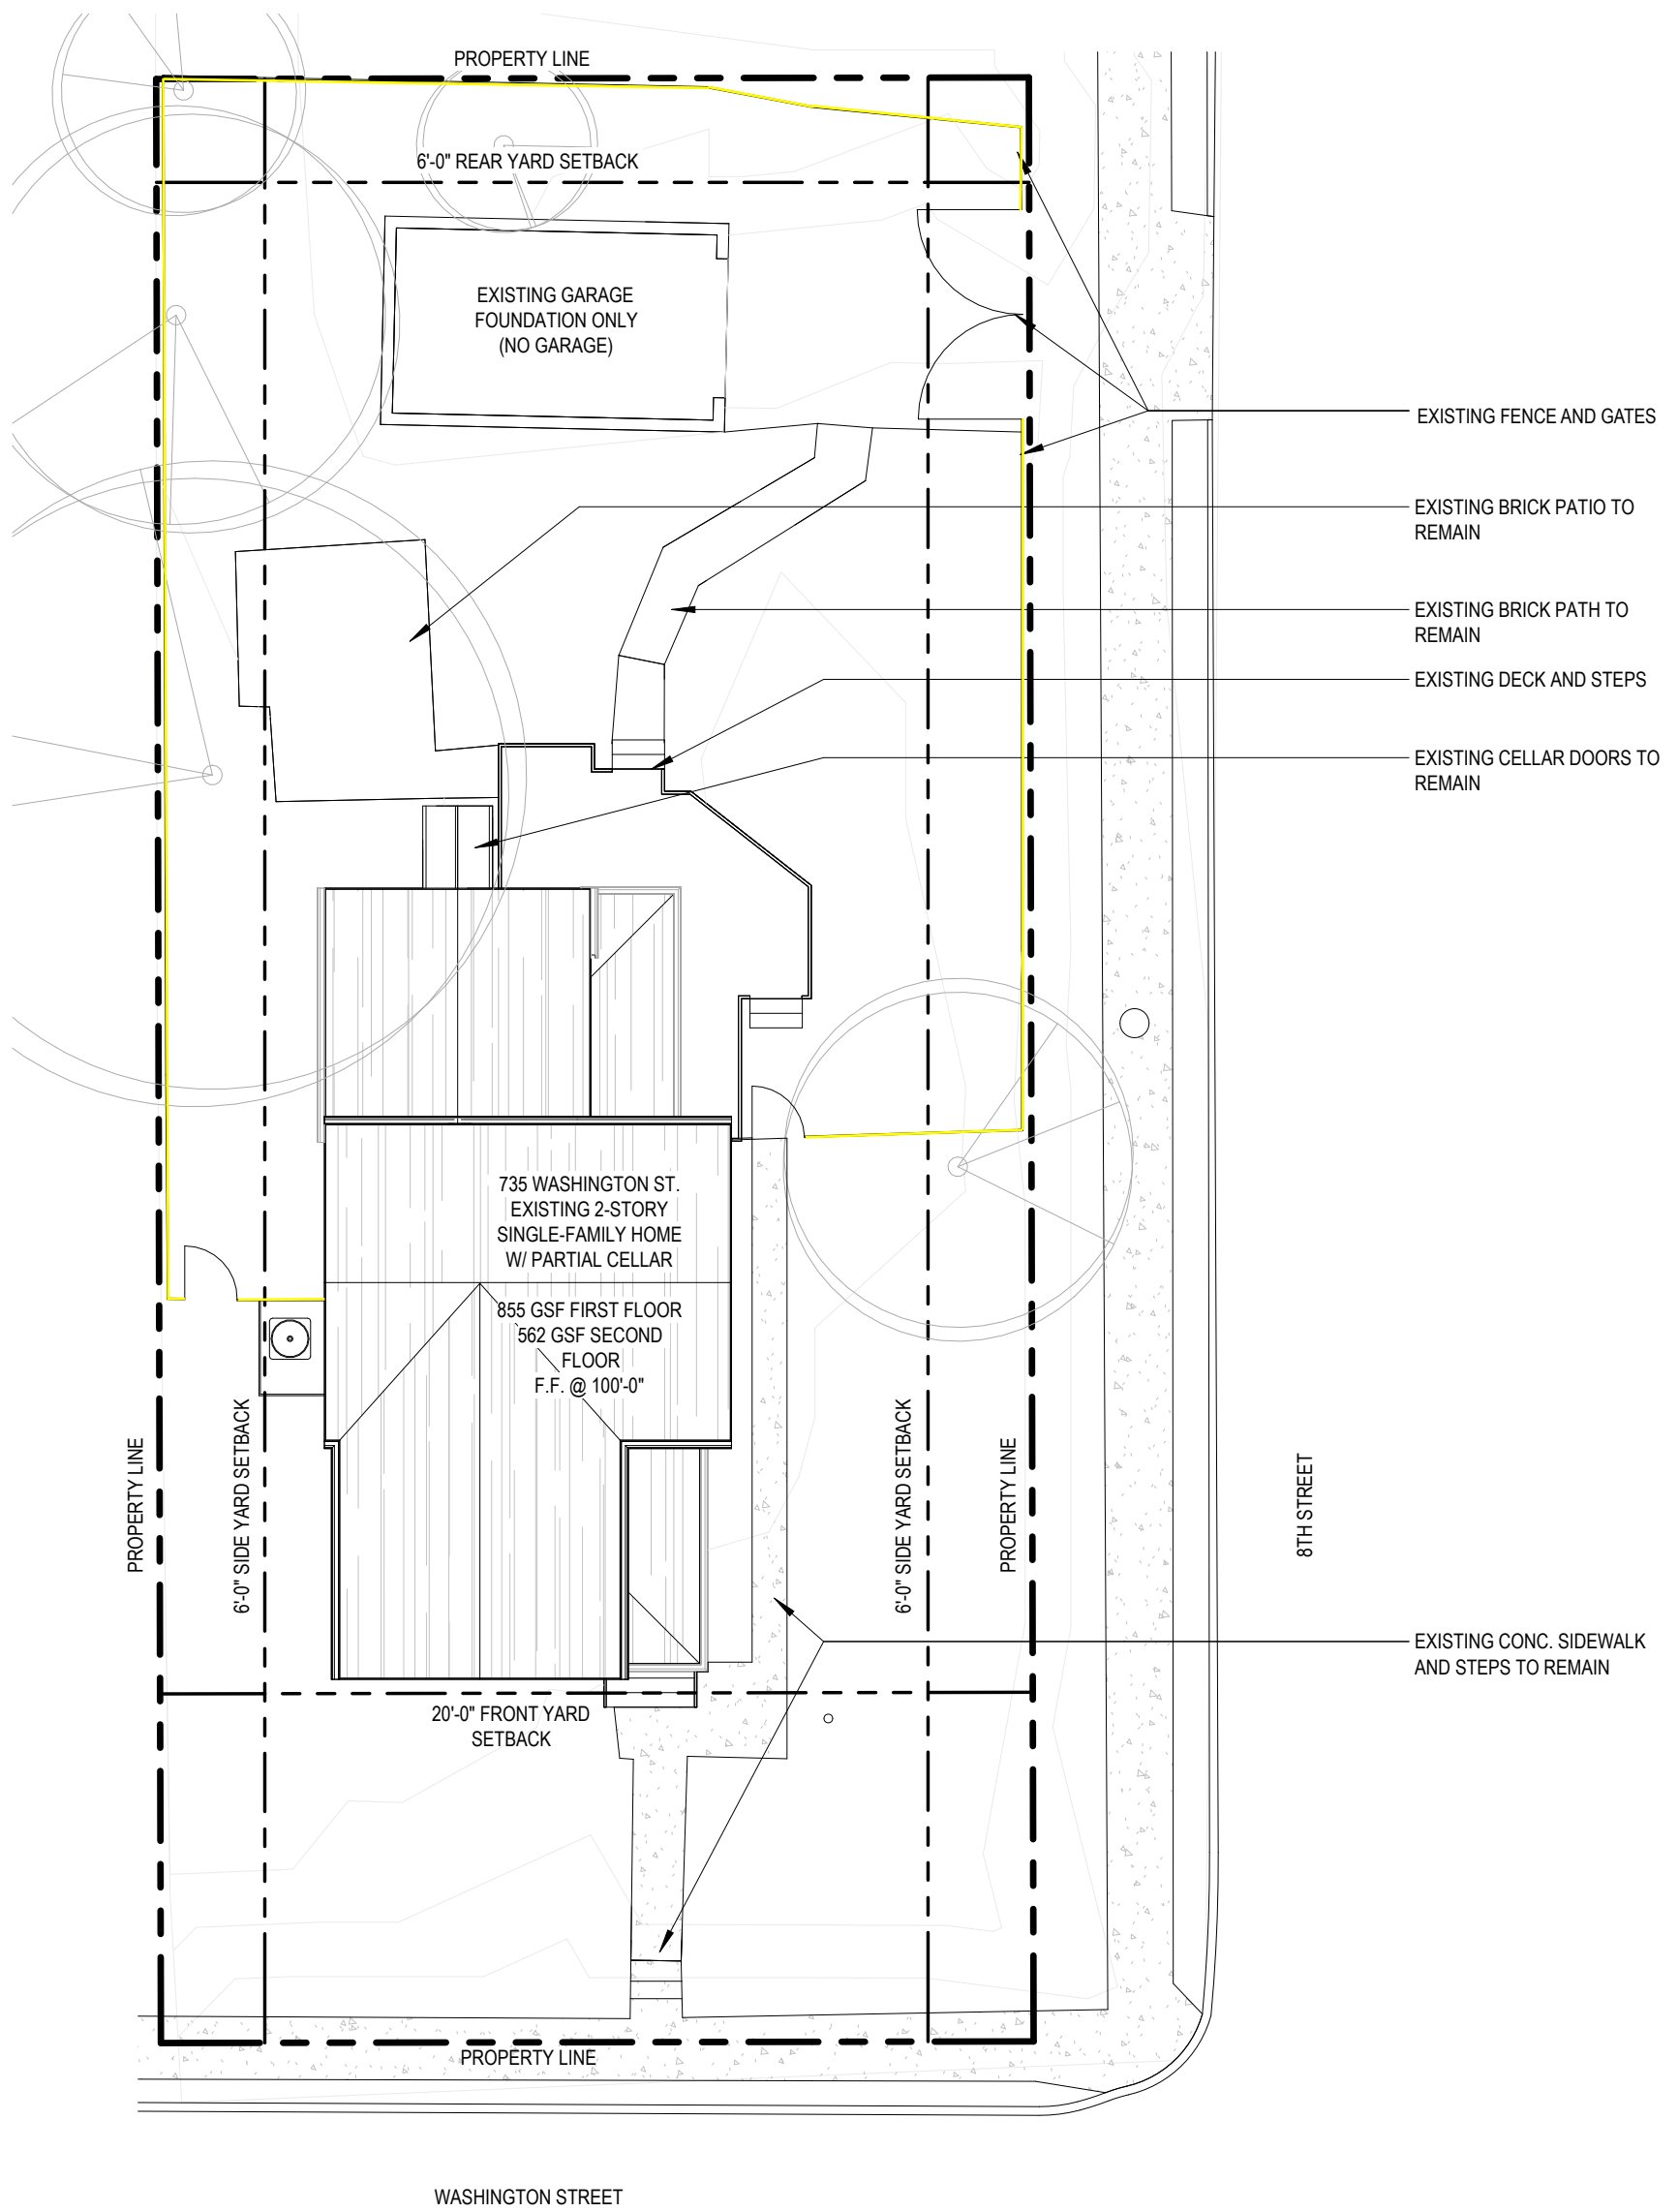 PROPERTY LINE
6'-0" REAR YARD SETBACK
EXISTING GARAGE
FOUNDATION ONLY
(NO GARAGE)
EXISTING FENCE AND GATES
EXISTING BRICK PATIO TO
REMAIN
EXISTING BRICK PATH TO
REMAIN
EXISTING DECK AND STEPS
EXISTING CELLAR DOORS TO
REMAIN
735 WASHINGTON ST.
EXISTING 2-STORY
SINGLE-FAMILY HOME
W/ PARTIAL CELLAR
855 GSF FIRST FLOOR
562 GSF SECOND
FLOOR
F.F. @ 100'-0"
PROPERTY LINE
6'-0" SIDE YARD SETBACK
6'-0" SIDE YARD SETBACK
PROPERTY LINE
8TH STREET
EXISTING CONC. SIDEWALK
AND STEPS TO REMAIN
20'-0" FRONT YARD
SETBACK
PROPERTY LINE
WASHINGTON STREET